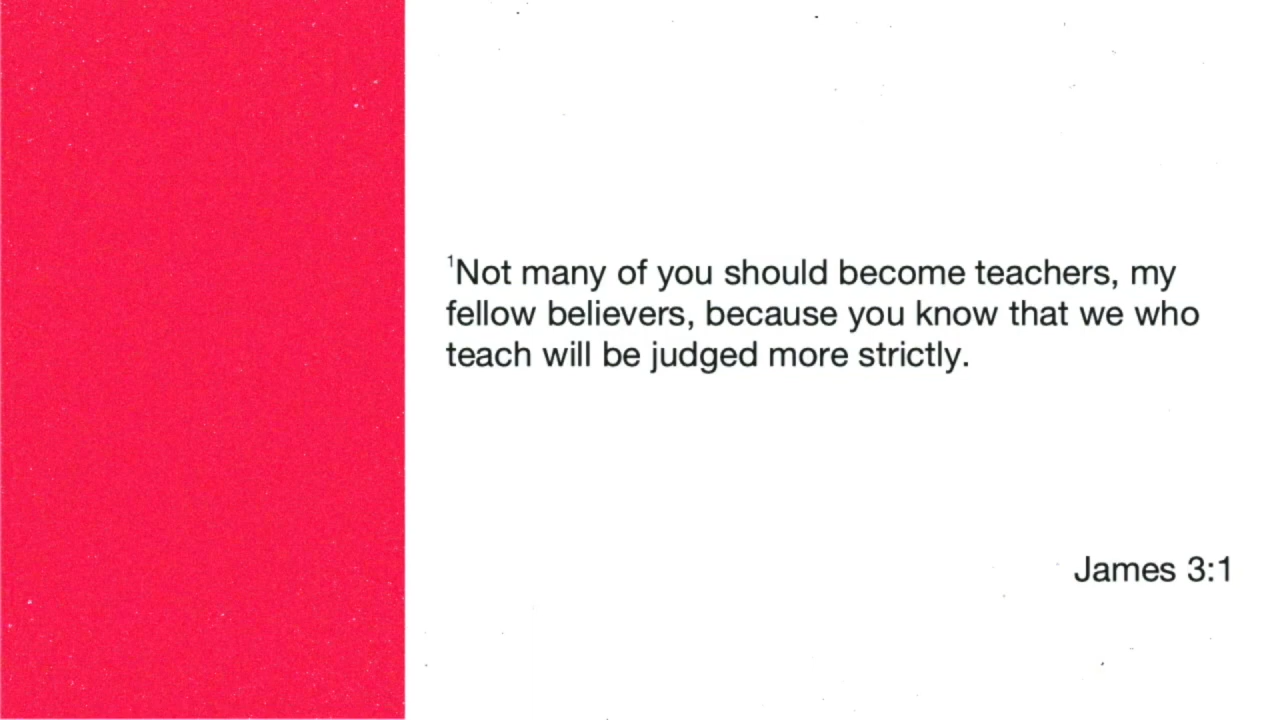 ¹Not many of you should become teachers, my
fellow believers, because you know that we who
teach will be judged more strictly.
James 3:1